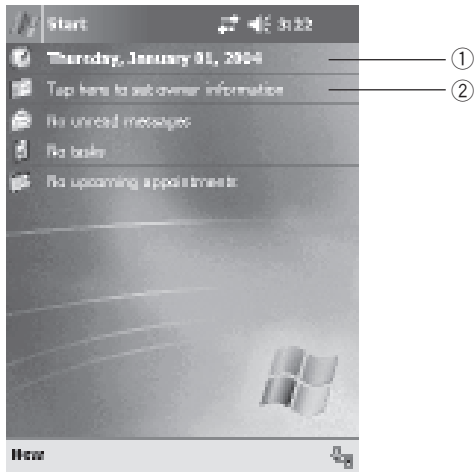 Start 3:22
Thursday, January 01, 2004 ①
Tap here to set owner information ②
No unread messages
No tasks
No upcoming appointments
New